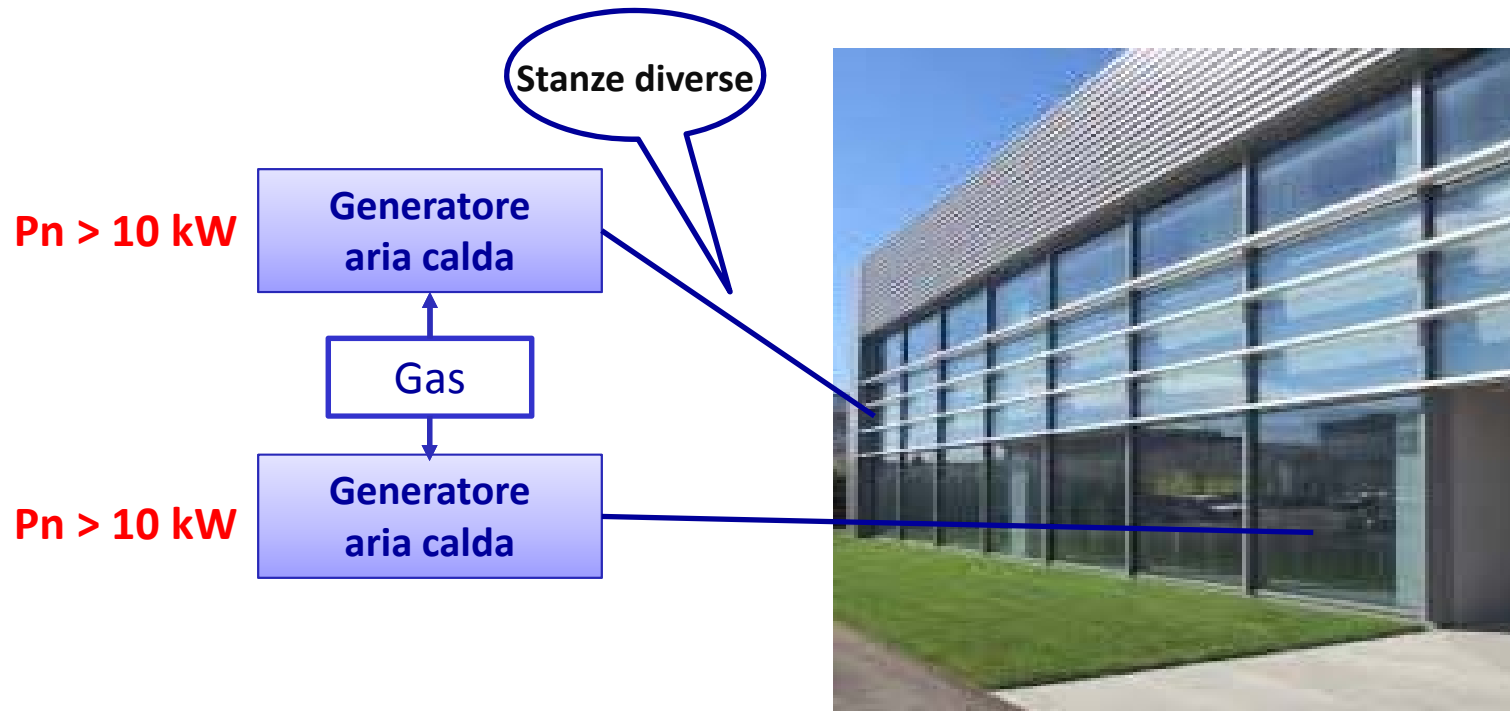 Stanze diverse
Pn > 10 kW
Generatore
aria calda
Gas
Pn > 10 kW
Generatore
aria calda